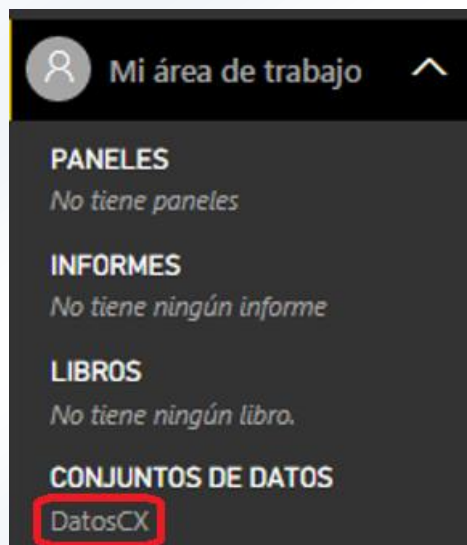 Mi área de trabajo
PANELES
No tiene paneles
INFORMES
No tiene ningún informe
LIBROS
No tiene ningún libro.
CONJUNTOS DE DATOS
DatosCX